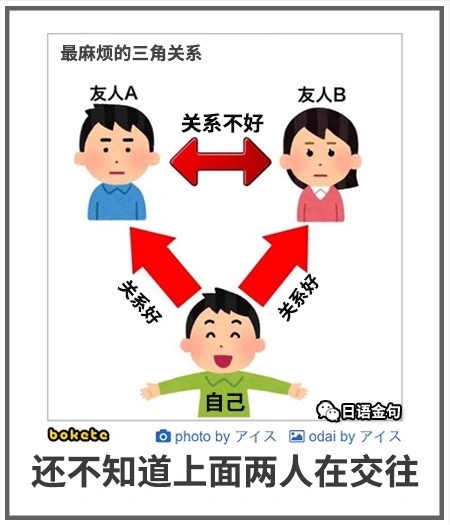 最麻烦的三角关系
友人A
友人B
关系不好
关系好
关系好
自己
日语金句
bokete
photo by アイス
odai by アイス
还不知道上面两人在交往